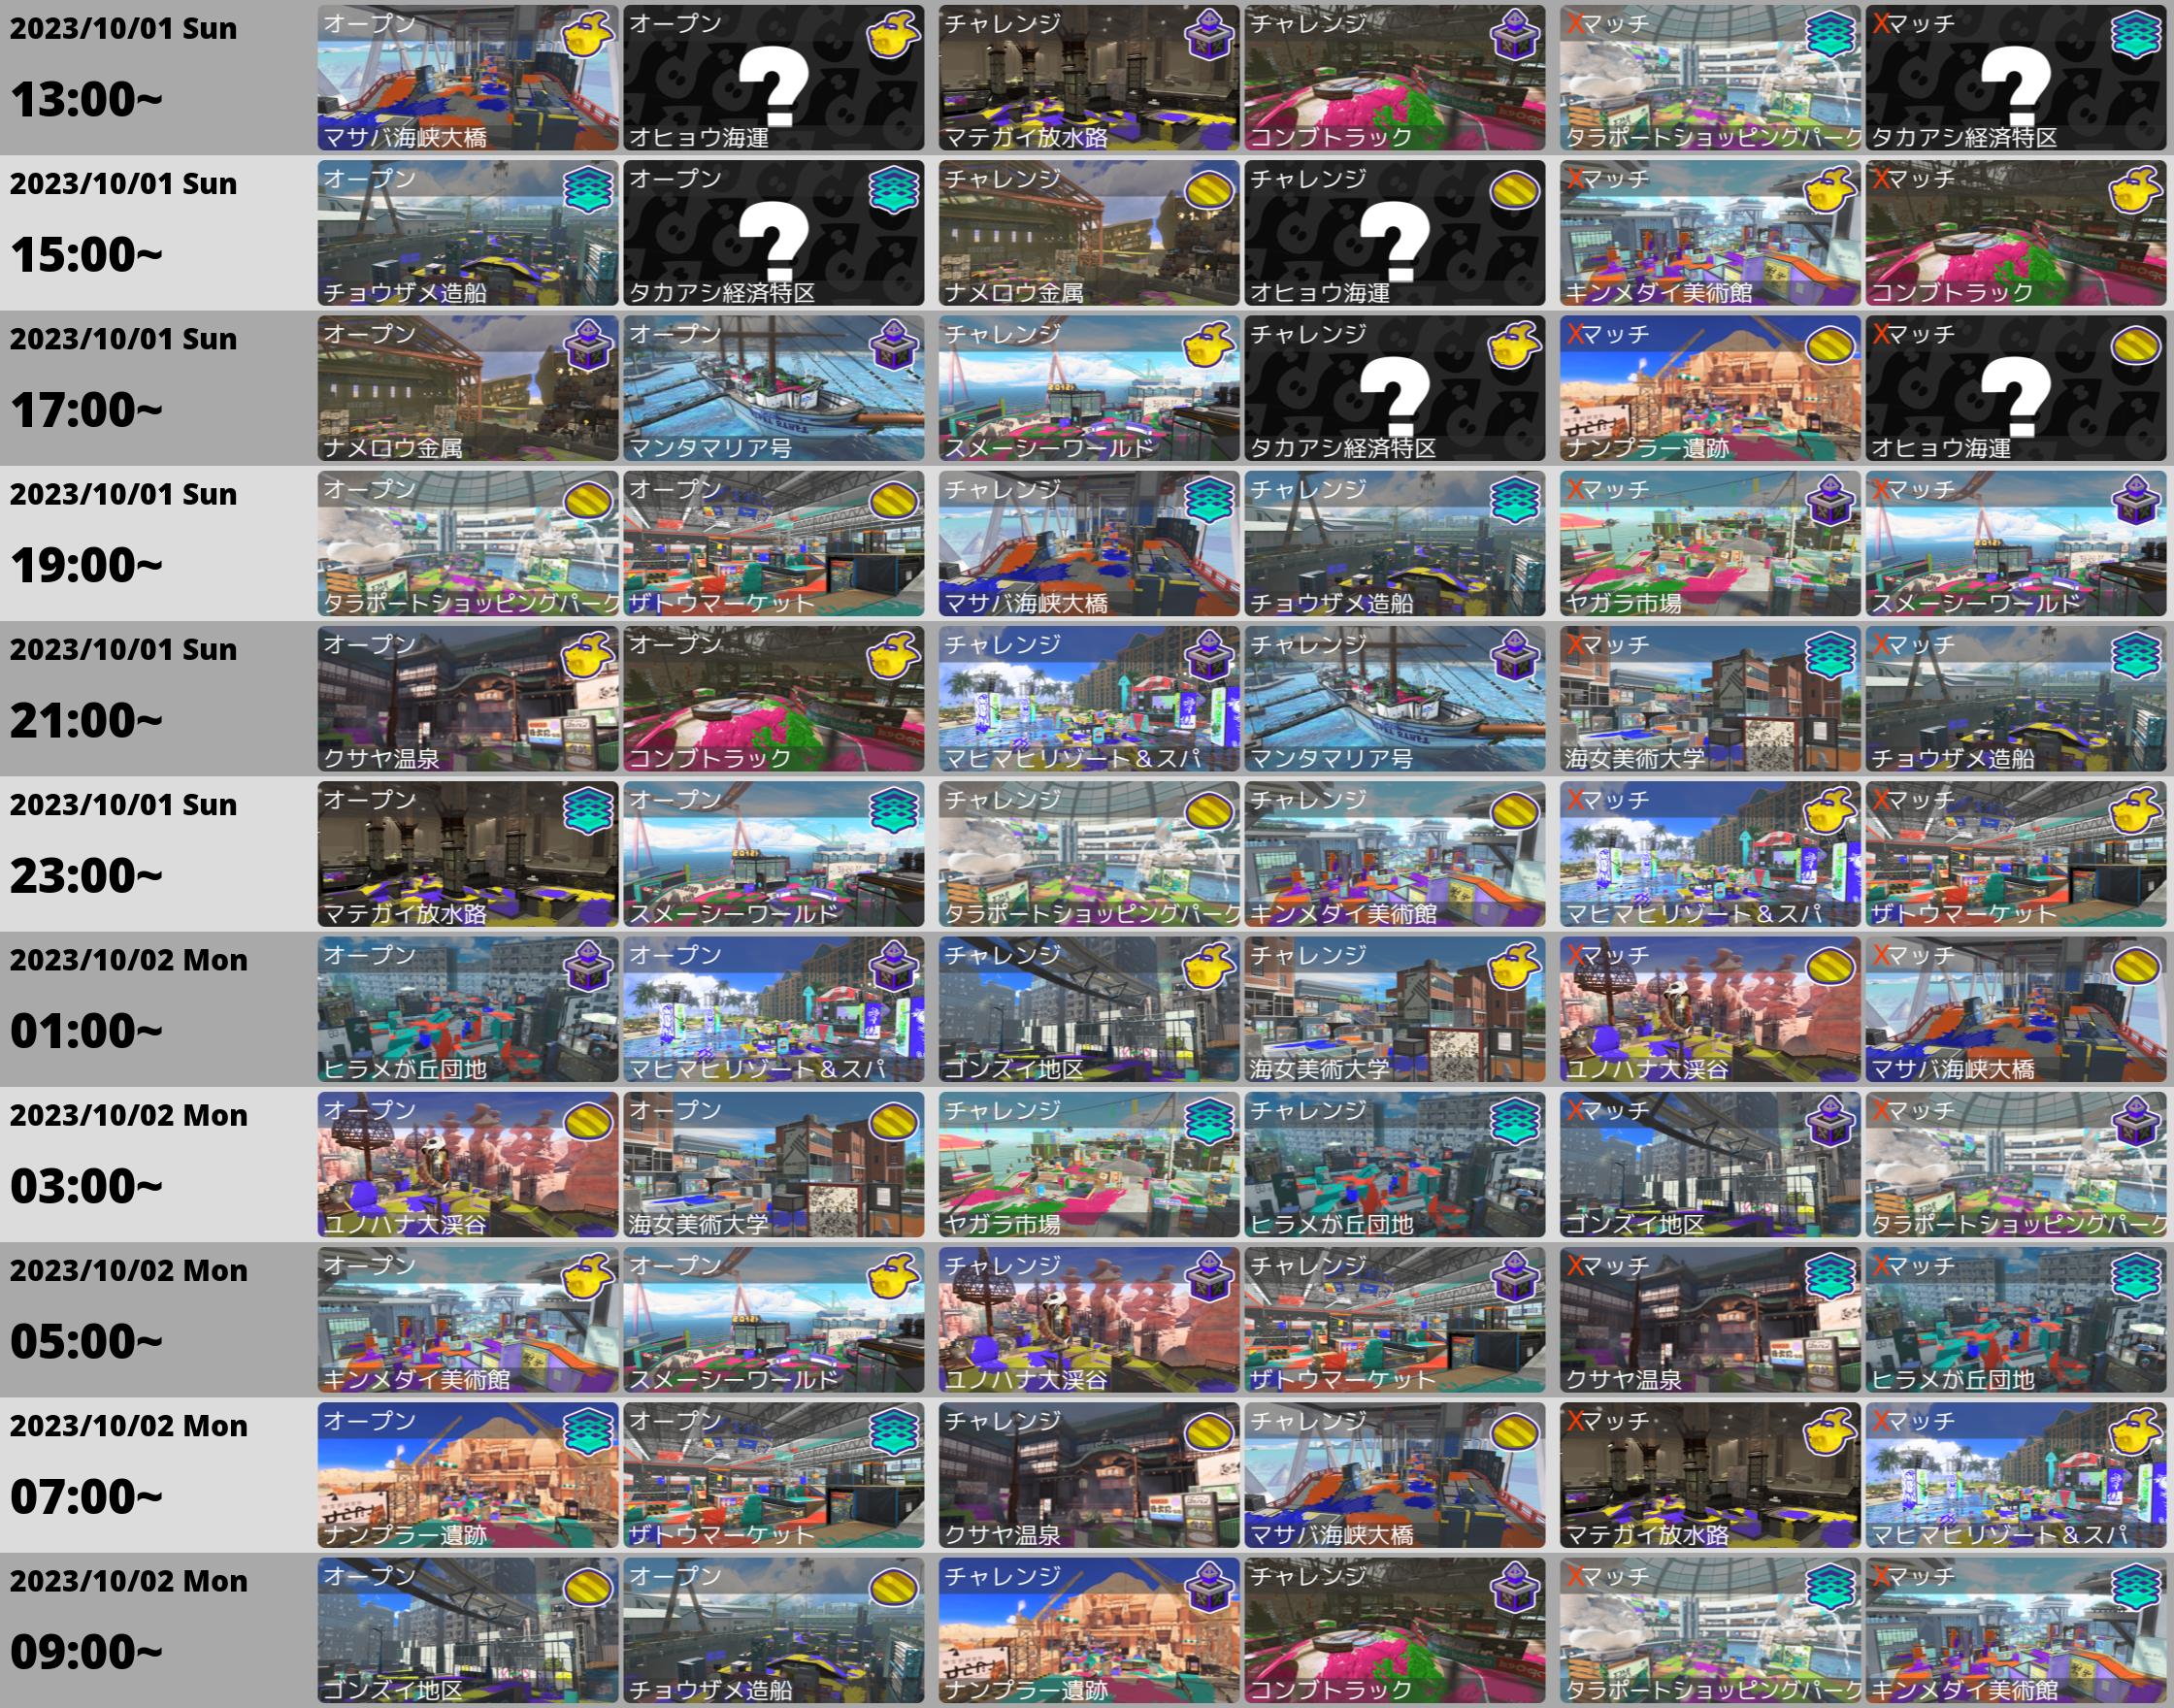 2023/10/01 Sun
13:00~
オープン
マサバ海峡大橋
オープン
?
オヒョウ海運
チャレンジ
マテガイ放水路
チャレンジ
コンブトラック
Xマッチ
タラポートショッピングパーク
Xマッチ
?
タカアシ経済特区
2023/10/01 Sun
15:00~
オープン
チョウザメ造船
オープン
?
タカアシ経済特区
チャレンジ
ナメロウ金属
チャレンジ
?
オヒョウ海運
Xマッチ
キンメダイ美術館
Xマッチ
コンブトラック
2023/10/01 Sun
17:00~
オープン
ナメロウ金属
オープン
マンタマリア号
チャレンジ
スメーシーワールド
チャレンジ
?
タカアシ経済特区
Xマッチ
ナンプラー遺跡
Xマッチ
?
オヒョウ海運
2023/10/01 Sun
19:00~
オープン
タラポートショッピングパーク
オープン
ザトウマーケット
チャレンジ
マサバ海峡大橋
チャレンジ
チョウザメ造船
Xマッチ
ヤガラ市場
Xマッチ
スメーシーワールド
2023/10/01 Sun
21:00~
オープン
クサヤ温泉
オープン
コンブトラック
チャレンジ
マヒマヒリゾート&スパ
チャレンジ
マンタマリア号
Xマッチ
海女美術大学
Xマッチ
チョウザメ造船
2023/10/01 Sun
23:00~
オープン
マテガイ放水路
オープン
スメーシーワールド
チャレンジ
タラポートショッピングパーク
チャレンジ
キンメダイ美術館
Xマッチ
マヒマヒリゾート&スパ
Xマッチ
ザトウマーケット
2023/10/02 Mon
01:00~
オープン
ヒラメが丘団地
オープン
マヒマヒリゾート&スパ
チャレンジ
ゴンズイ地区
チャレンジ
海女美術大学
Xマッチ
ユノハナ大渓谷
Xマッチ
マサバ海峡大橋
2023/10/02 Mon
03:00~
オープン
ユノハナ大渓谷
オープン
海女美術大学
チャレンジ
ヤガラ市場
チャレンジ
ヒラメが丘団地
Xマッチ
ゴンズイ地区
Xマッチ
タラポートショッピングパーク
2023/10/02 Mon
05:00~
オープン
キンメダイ美術館
オープン
スメーシーワールド
チャレンジ
ユノハナ大渓谷
チャレンジ
ザトウマーケット
Xマッチ
クサヤ温泉
Xマッチ
ヒラメが丘団地
2023/10/02 Mon
07:00~
オープン
ナンプラー遺跡
オープン
ザトウマーケット
チャレンジ
クサヤ温泉
チャレンジ
マサバ海峡大橋
Xマッチ
マテガイ放水路
Xマッチ
マヒマヒリゾート&スパ
2023/10/02 Mon
09:00~
オープン
ゴンズイ地区
オープン
チョウザメ造船
チャレンジ
ナンプラー遺跡
チャレンジ
コンブトラック
Xマッチ
タラポートショッピングパーク
Xマッチ
キンメダイ美術館